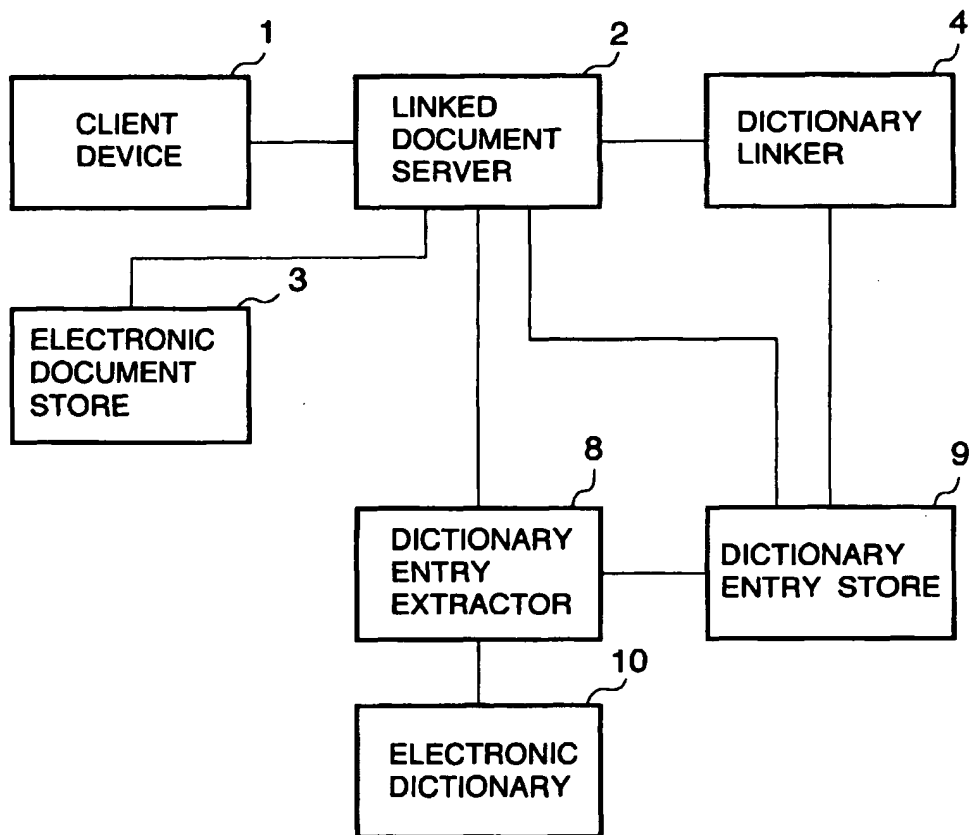 1
CLIENT
DEVICE
2
LINKED
DOCUMENT
SERVER
4
DICTIONARY
LINKER
3
ELECTRONIC
DOCUMENT
STORE
8
DICTIONARY
ENTRY
EXTRACTOR
9
DICTIONARY
ENTRY STORE
10
ELECTRONIC
DICTIONARY